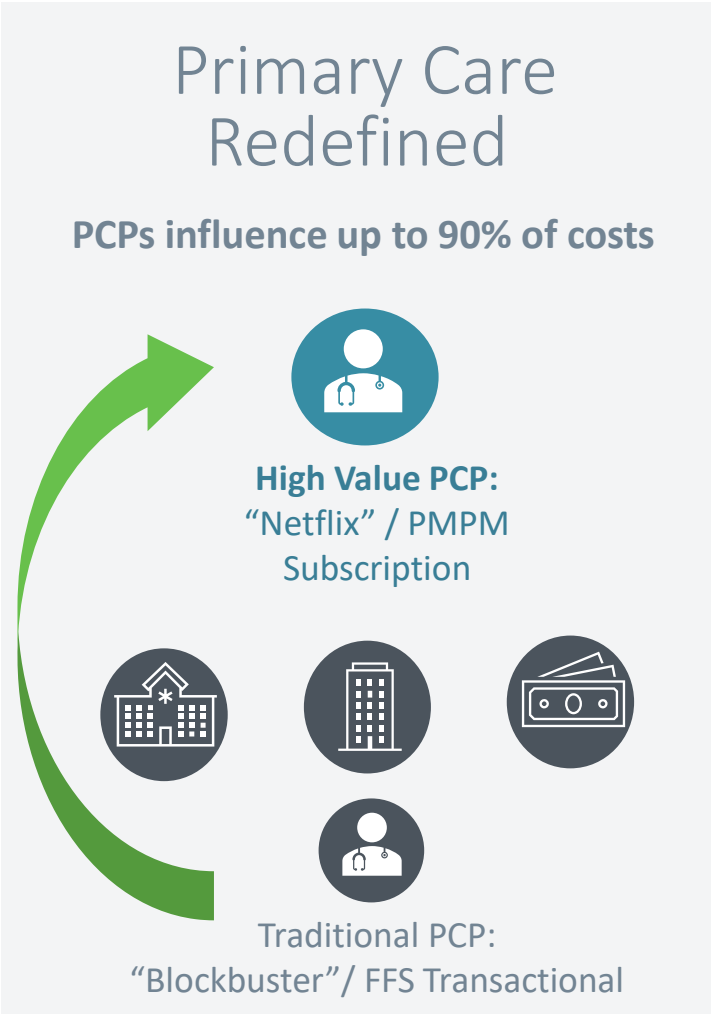 Primary Care
Redefined
PCPs influence up to 90% of costs
High Value PCP:
“Netflix” / PMPM
Subscription
Traditional PCP:
“Blockbuster”/ FFS Transactional